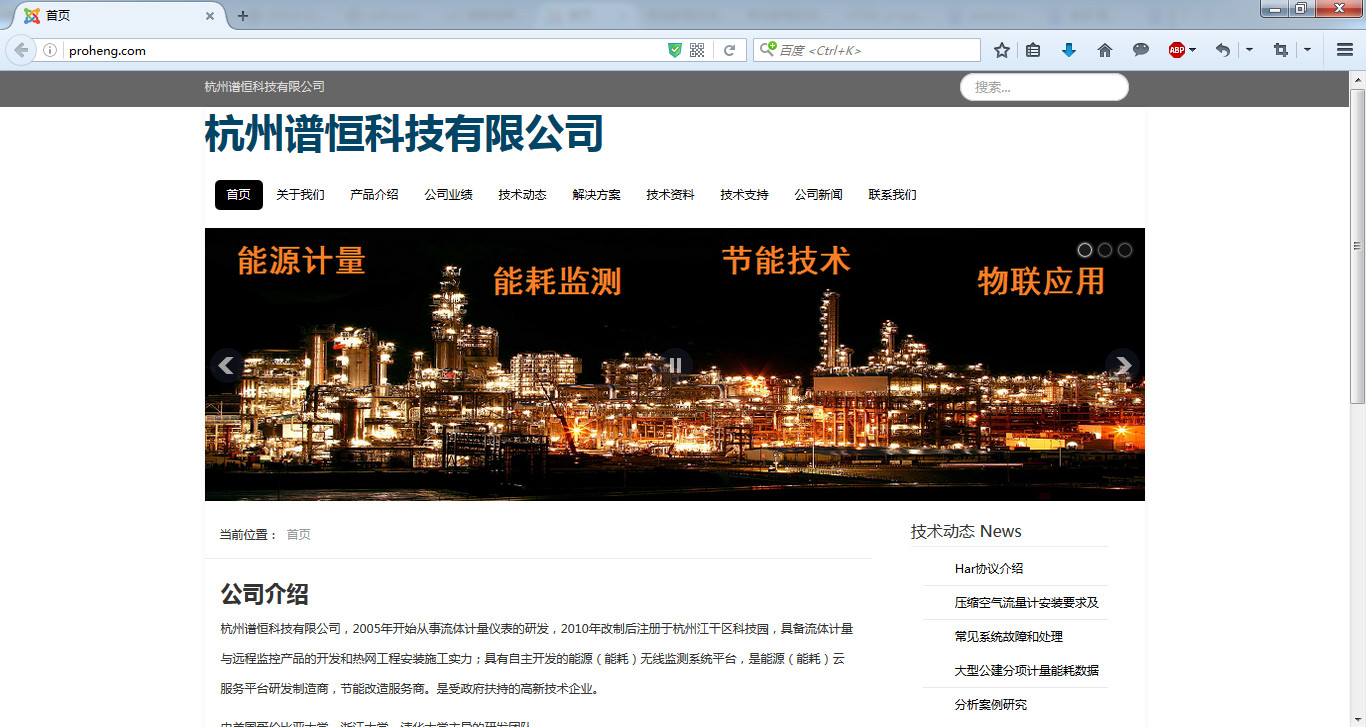 首页
proheng.com
百度 <Ctrl+K>
ABP
杭州谱恒科技有限公司
搜索...
杭州谱恒科技有限公司
首页 关于我们 产品介绍 公司业绩 技术动态 解决方案 技术资料 技术支持 公司新闻 联系我们
能源计量 能耗监测 节能技术 物联应用
当前位置： 首页
技术动态 News
Har协议介绍
压缩空气流量计安装要求及
常见系统故障和处理
大型公建分项计量能耗数据
分析案例研究
公司介绍
杭州谱恒科技有限公司，2005年开始从事流体计量仪表的研发，2010年改制后注册于杭州江干区科技园，具备流体计量
与远程监控产品的开发和热网工程安装施工实力；具有自主开发的能源（能耗）无线监测系统平台，是能源（能耗）云
服务平台研发制造商，节能改造服务商。是受政府扶持的高新技术企业。